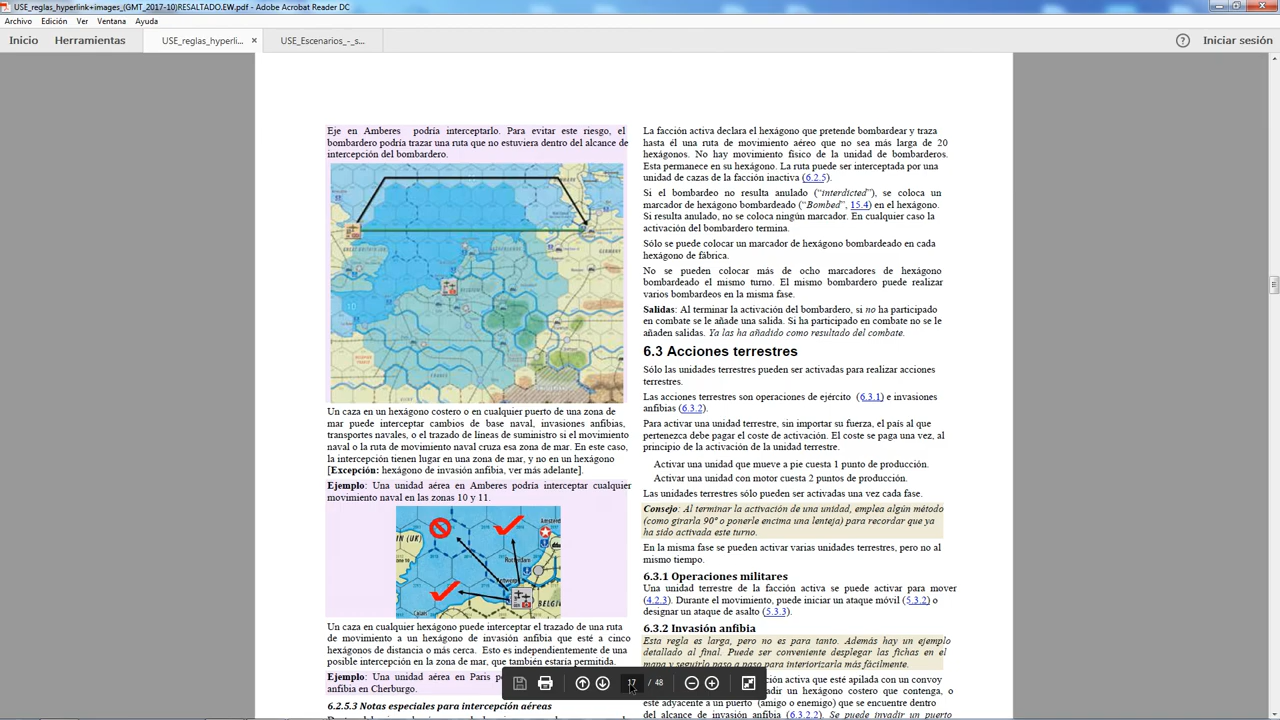 USE_reglas_hyperlink+images_(GMT_2017-10)RESALTADO.EW.pdf - Adobe Acrobat Reader DC
Archivo Edición Ver Ventana Ayuda
Inicio Herramientas USE_reglas_hyperli... × USE_Escenarios_-_s... ? Iniciar sesión
Eje en Amberes podría interceptarlo. Para evitar este riesgo, el
bombardero podría trazar una ruta que no estuviera dentro del alcance de
intercepción del bombardero.
Un caza en un hexágono costero o en cualquier puerto de una zona de
mar puede interceptar cambios de base naval, invasiones anfibias,
transportes navales, o el trazado de líneas de suministro si el movimiento
naval o la ruta de movimiento naval cruza esa zona de mar. En este caso,
la intercepción tienen lugar en una zona de mar, y no en un hexágono
[Excepción: hexágono de invasión anfibia, ver más adelante].
Ejemplo: Una unidad aérea en Amberes podría interceptar cualquier
movimiento naval en las zonas 10 y 11.
IN (UK)
Rotterdam
Antwerp
Calais
BELGI
Un caza en cualquier hexágono puede interceptar el trazado de una ruta
de movimiento a un hexágono de invasión anfibia que esté a cinco
hexágonos de distancia o más cerca. Esto es independientemente de una
posible intercepción en la zona de mar, que también estaría permitida.
Ejemplo: Una unidad aérea en París
anfibia en Cherburgo.
6.2.5.3 Notas especiales para intercepción aéreas
La facción activa declara el hexágono que pretende bombardear y traza
hasta él una ruta de movimiento aéreo que no sea más larga de 20
hexágonos. No hay movimiento físico de la unidad de bombarderos.
Esta permanece en su hexágono. La ruta puede ser interceptada por una
unidad de cazas de la facción inactiva (6.2.5).
Si el bombardeo no resulta anulado (“interdicted”), se coloca un
marcador de hexágono bombardeado (“Bombed”, 15.4) en el hexágono.
Si resulta anulado, no se coloca ningún marcador. En cualquier caso la
activación del bombardero termina.
Sólo se puede colocar un marcador de hexágono bombardeado en cada
hexágono de fábrica.
No se pueden colocar más de ocho marcadores de hexágono
bombardeado el mismo turno. El mismo bombardero puede realizar
varios bombardeos en la misma fase.
Salidas: Al terminar la activación del bombardero, si no ha participado
en combate se le añade una salida. Si ha participado en combate no se le
añaden salidas. Ya las ha añadido como resultado del combate.
6.3 Acciones terrestres
Sólo las unidades terrestres pueden ser activadas para realizar acciones
terrestres.
Las acciones terrestres son operaciones de ejército (6.3.1) e invasiones
anfibias (6.3.2).
Para activar una unidad terrestre, sin importar su fuerza, el país al que
pertenezca debe pagar el coste de activación. El coste se paga una vez, al
principio de la activación de la unidad terrestre.
Activar una unidad que mueve a pie cuesta 1 punto de producción.
Activar una unidad con motor cuesta 2 puntos de producción.
Las unidades terrestres sólo pueden ser activadas una vez cada fase.
Consejo: Al terminar la activación de una unidad, emplea algún método
(como girarla 90º o ponerle encima una lenteja) para recordar que ya
ha sido activada este turno.
En la misma fase se pueden activar varias unidades terrestres, pero no al
mismo tiempo.
6.3.1 Operaciones militares
Una unidad terrestre de la facción activa se puede activar para mover
(4.2.3). Durante el movimiento, puede iniciar un ataque móvil (5.3.2) o
designar un ataque de asalto (5.3.3).
6.3.2 Invasión anfibia
Esta regla es larga, pero no es para tanto. Además hay un ejemplo
detallado al final. Puede ser conveniente desplegar las fichas en el
mapa y seguirlo paso a paso para interiorizarla más fácilmente.
acción activa que esté apilada con un convoy
adir un hexágono costero que contenga, o
esté adyacente a un puerto (amigo o enemigo) que se encuentre dentro
del alcance de invasión anfibia (6.3.2.2). Se puede invadir un puerto
17 / 48